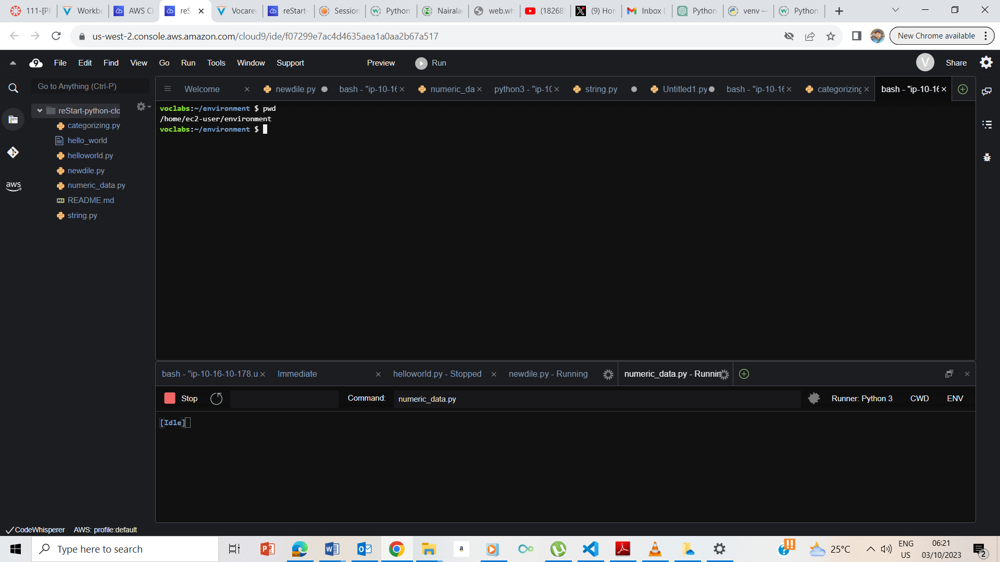 111-[PF
Workbe
AWS Cl
reS
Vocareu
reStart-
Session
Python
Nairalan
web.wh
(18268)
(9) Hom
Inbox (
Python
venv —
Python
us-west-2.console.aws.amazon.com/cloud9/ide/f07299e7ac4d4635aea1a0aa2b67a517
New Chrome available
9 File Edit Find View Go Run Tools Window Support Preview Run
V Share
Go to Anything (Ctrl-P)
Welcome
newdile.py
bash - "ip-10-16
numeric_da
python3 - "ip-10
string.py
Untitled1.py
bash - "ip-10-16
categorizing
bash - "ip-10-16
reStart-python-clo
categorizing.py
hello_world
helloworld.py
newdile.py
numeric_data.py
README.md
string.py
aws
voclabs:~/environment $ pwd
/home/ec2-user/environment
voclabs:~/environment $
bash - "ip-10-16-10-178.u
Immediate
helloworld.py - Stopped
newdile.py - Running
numeric_data.py - Runnin
Stop
Command: numeric_data.py
Runner: Python 3 CWD ENV
[Idle]
CodeWhisperer AWS: profile:default
Type here to search
a
25°C
ENG
US
06:21
03/10/2023
2